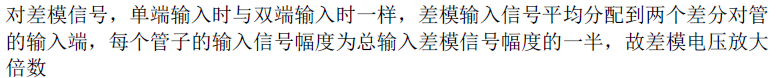 对差模信号，单端输入时与双端输入时一样，差模输入信号平均分配到两个差分对管
的输入端，每个管子的输入信号幅度为总输入差模信号幅度的一半，故差模电压放大
倍数